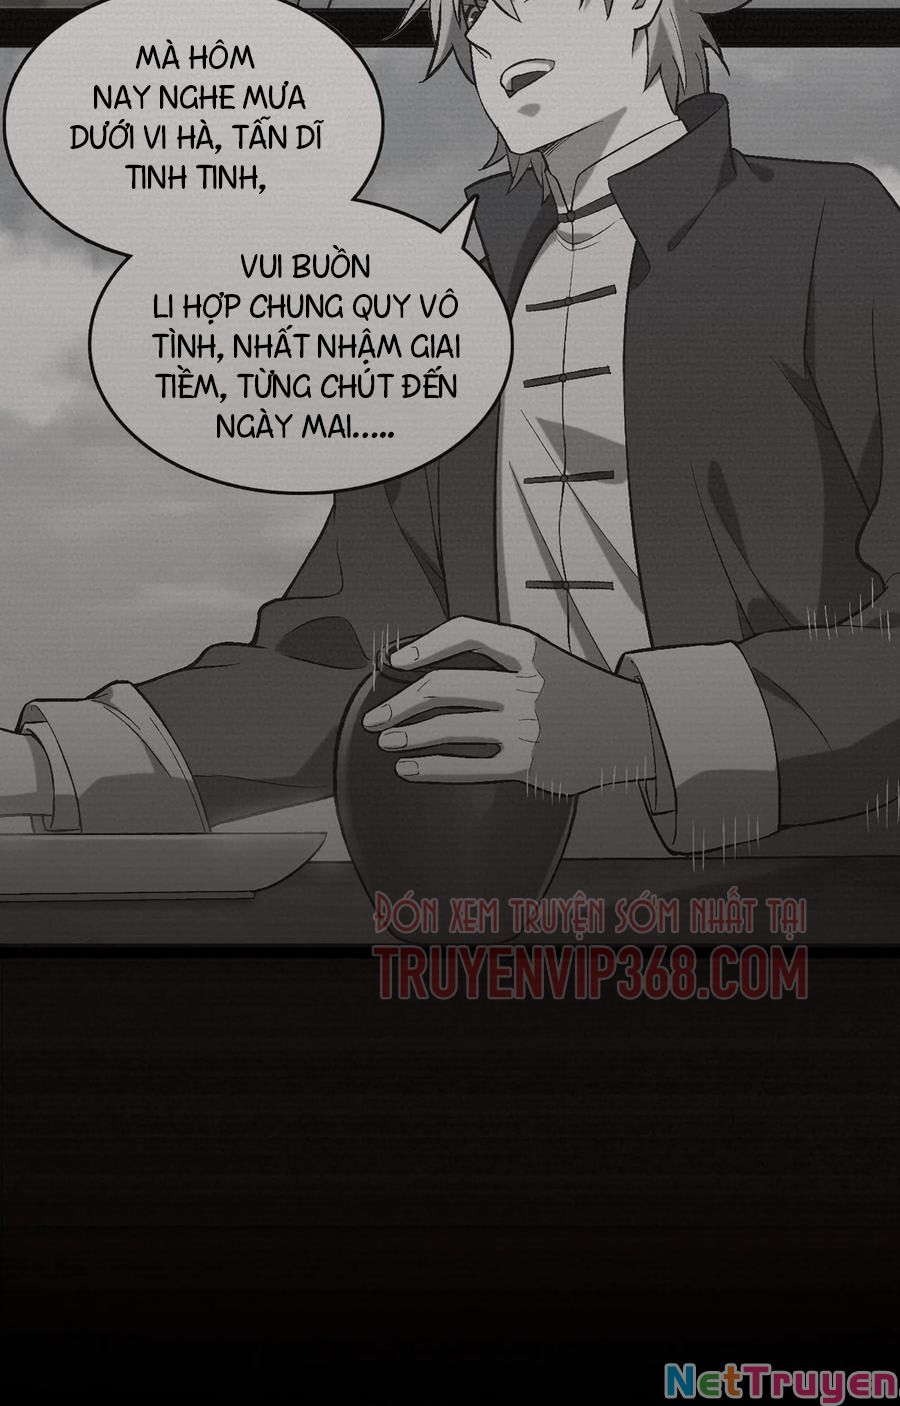 MÀ HÔM
NAY NGHE MƯA
DƯỚI VI HÀ, TẤN DĨ
TINH TINH,
VUI BUỒN
LI HỢP CHUNG QUY VÔ
TÌNH, NHẤT NHẬM GIAI
TIỀM, TỪNG CHÚT ĐẾN
NGÀY MAI.....
ĐÓN XEM TRUYỆN SỚM NHẤT TẠI
TRUYENVIP368.COM
NetTruyen